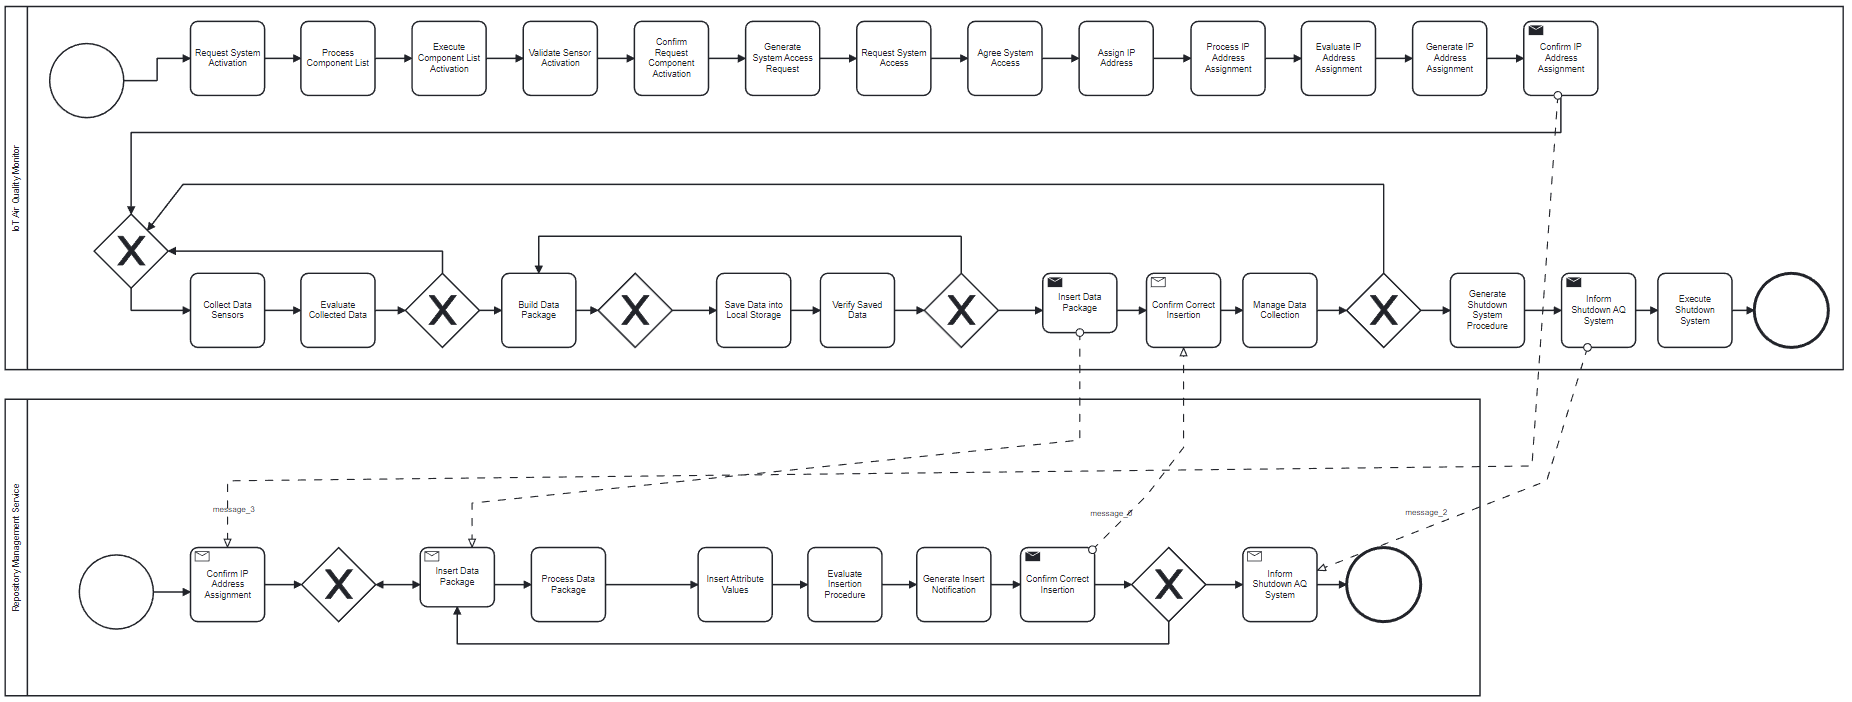 IoT Air Quality Monitor
Request System
Activation
Process
Component List
Execute
Component List
Activation
Validate Sensor
Activation
Confirm
Request
Component
Activation
Generate
System Access
Request
Request System
Access
Agree System
Access
Assign IP
Address
Process IP
Address
Assignment
Evaluate IP
Address
Assignment
Generate IP
Address
Assignment
Confirm IP
Address
Assignment
Collect Data
Sensors
Evaluate
Collected Data
Build Data
Package
Save Data into
Local Storage
Verify Saved
Data
Insert Data
Package
Confirm Correct
Insertion
Manage Data
Collection
Generate
Shutdown
System
Procedure
Inform
Shutdown AQ
System
Execute
Shutdown
System
Repository Management Service
message_3
message_2
Confirm IP
Address
Assignment
Insert Data
Package
Process Data
Package
Insert Attribute
Values
Evaluate
Insertion
Procedure
Generate Insert
Notification
Confirm Correct
Insertion
Inform
Shutdown AQ
System